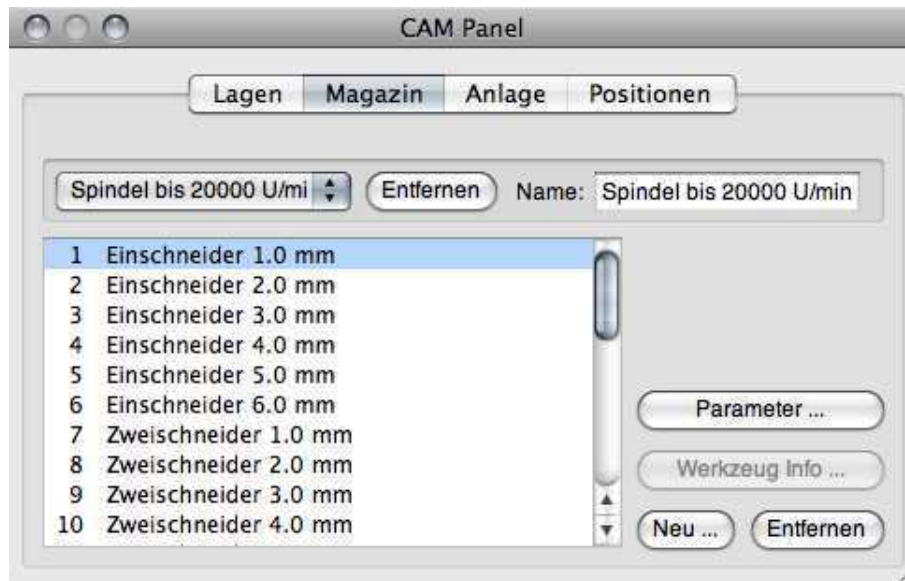 CAM Panel
Lagen Magazin Anlage Positionen
Spindel bis 20000 U/mi Entfernen Name: Spindel bis 20000 U/min
1 Einschneider 1.0 mm
2 Einschneider 2.0 mm
3 Einschneider 3.0 mm
4 Einschneider 4.0 mm
5 Einschneider 5.0 mm
6 Einschneider 6.0 mm
7 Zweischneider 1.0 mm
8 Zweischneider 2.0 mm
9 Zweischneider 3.0 mm
10 Zweischneider 4.0 mm
Parameter ...
Werkzeug Info ...
Neu ... Entfernen